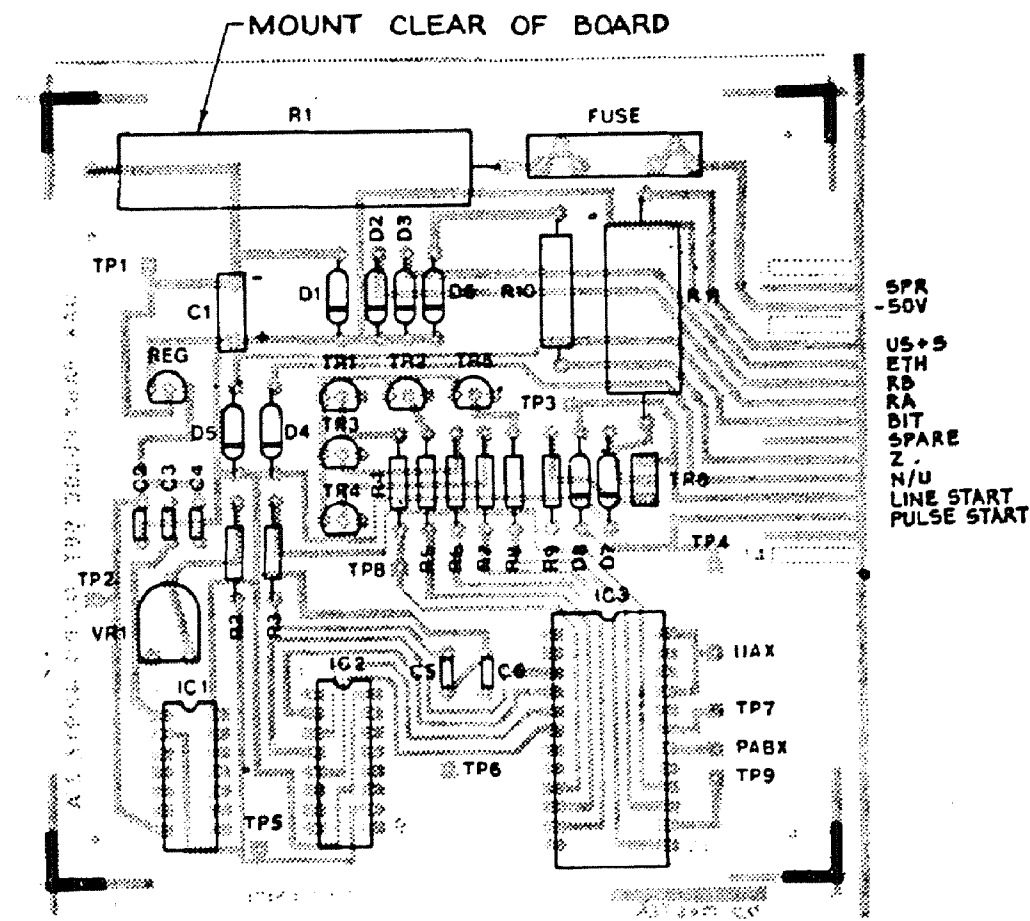 MOUNT CLEAR OF BOARD
R1
FUSE
D2
D3
TP1
D1
D6
R10
C1
-
+
SPR
-50V
US+S
ETH
RB
RA
BIT
SPARE
Z
N/U
LINE START
PULSE START
REG
TR1
TR2
TR5
TP3
D5
D4
TR3
TR4
C2
C3
C4
R4
TR6
TP8
R5
R6
R7
R8
R9
D8
D7
TP4
TP2
VR1
R2
R3
IC3
C5
C6
UAX
TP7
PABX
TP9
IC1
IC2
TP6
TP5